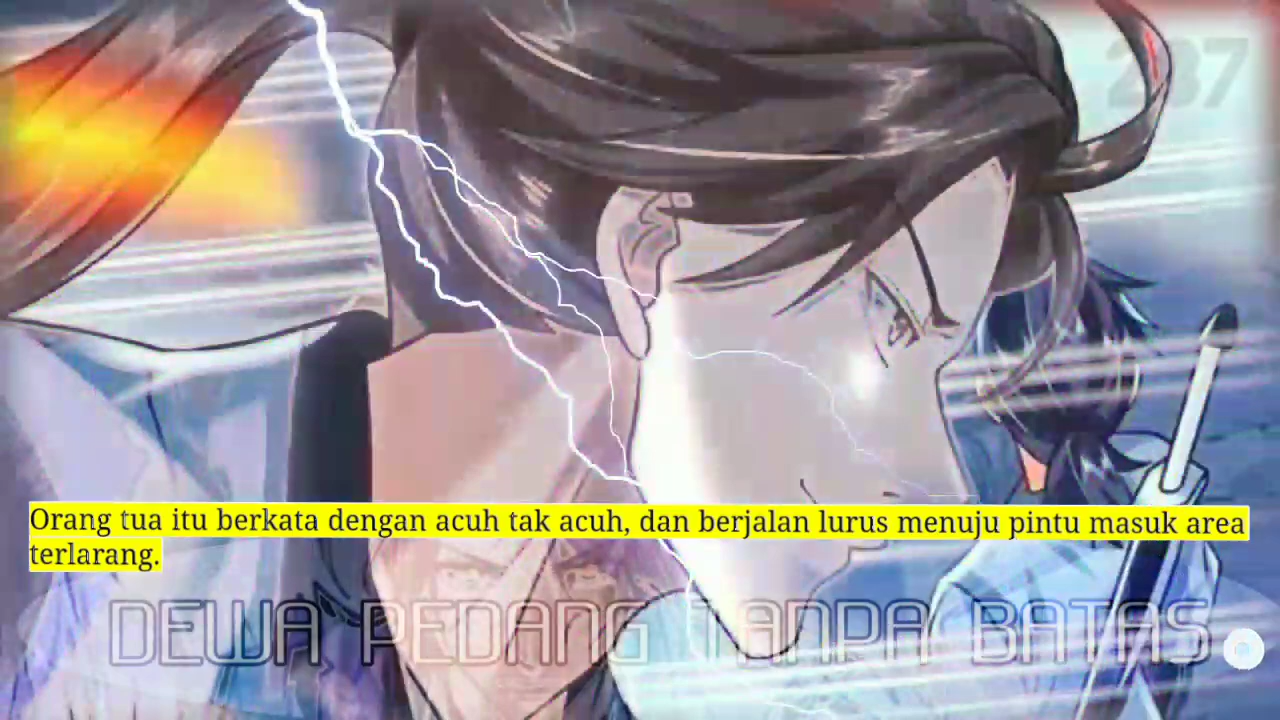 287
Orang tua itu berkata dengan acuh tak acuh, dan berjalan lurus menuju pintu masuk area
terlarang.
DEWA PEDANG TANPA BATAS